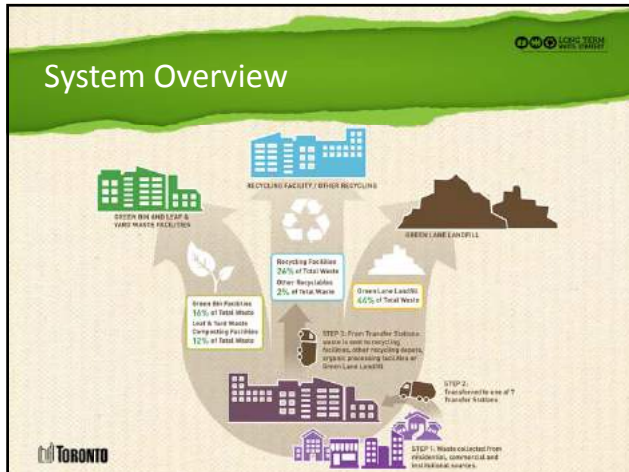 LONG TERM
WASTE STRATEGY
System Overview
RECYCLING FACILITY / OTHER RECYCLING
GREEN BIN AND LEAF &
YARD WASTE FACILITIES
GREEN LANE LANDFILL
Recycling Facilities
26% of Total Waste
Other Recyclables
2% of Total Waste
Green Lane Landfill
44% of Total Waste
Green Bin Facilities
16% of Total Waste
Leaf & Yard Waste
Composting Facilities
12% of Total Waste
STEP 3: From Transfer Stations
waste is sent to recycling
facilities, other recycling depots,
organic processing facilities or
Green Lane Landfill
STEP 2:
Transferred to one of 7
Transfer Stations
STEP 1: Waste collected from
residential, commercial and
institutional sources.
TORONTO